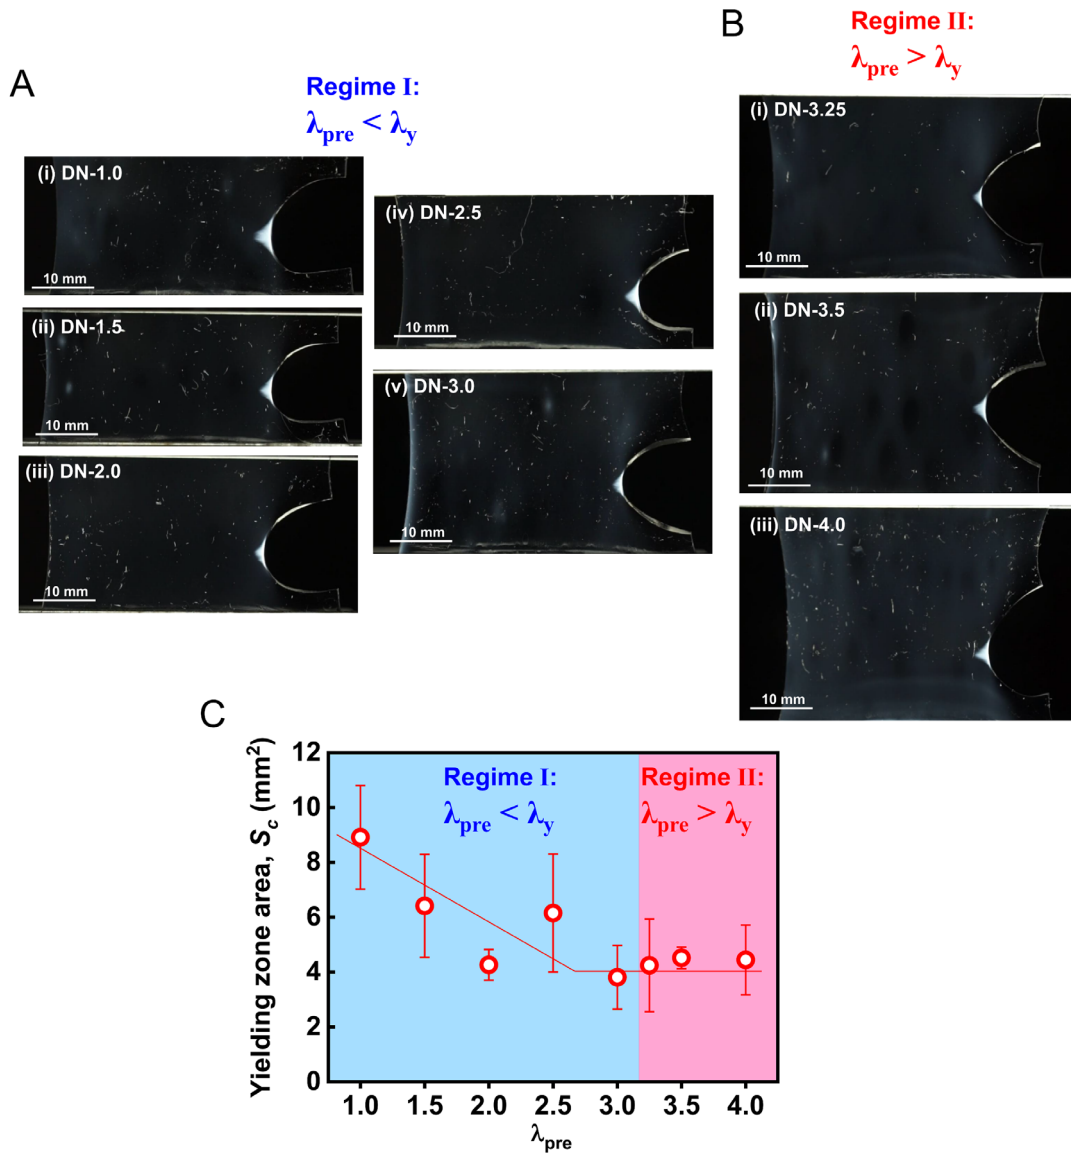 A
Regime I:
λpre < λy
(i) DN-1.0
10 mm
(ii) DN-1.5
10 mm
(iii) DN-2.0
10 mm
(iv) DN-2.5
10 mm
(v) DN-3.0
10 mm
B
Regime II:
λpre > λy
(i) DN-3.25
10 mm
(ii) DN-3.5
10 mm
(iii) DN-4.0
10 mm
C
Yielding zone area, Sc (mm²)
12
10
8
6
4
2
0
Regime I:
λpre < λy
Regime II:
λpre > λy
1.0 1.5 2.0 2.5 3.0 3.5 4.0
λpre